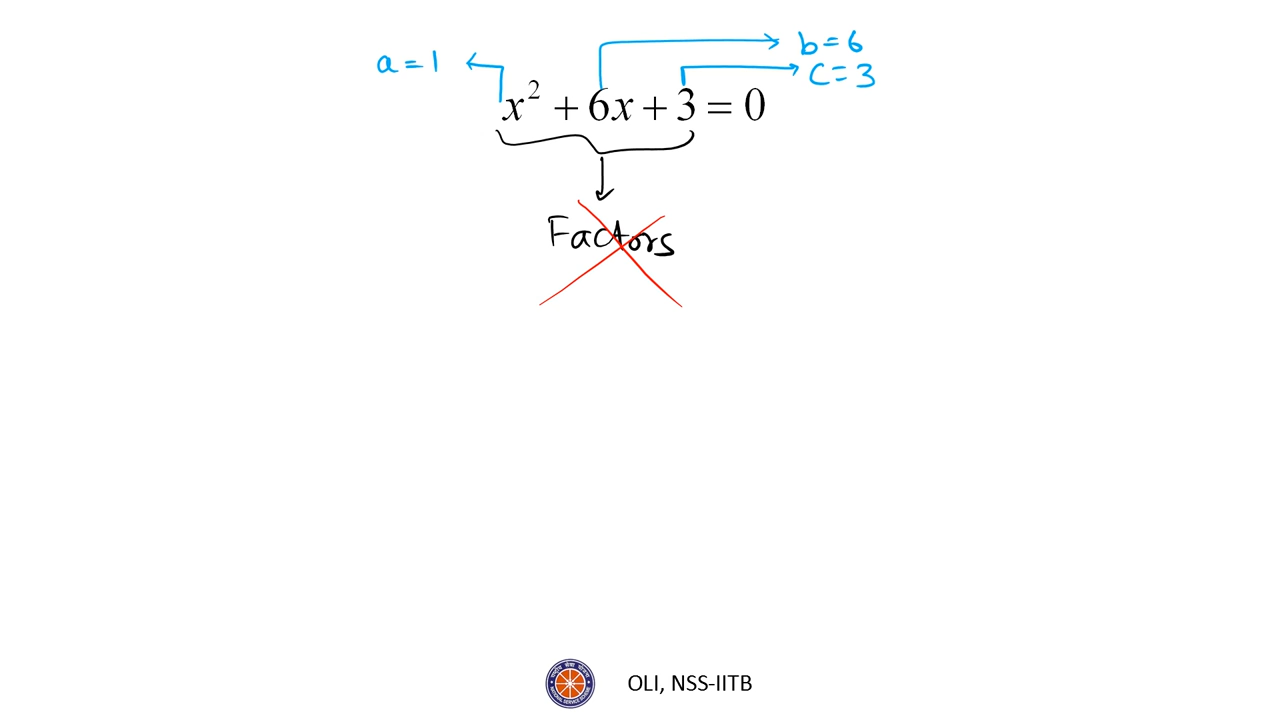 b = 6
a = 1
c = 3
x² + 6x + 3 = 0
Factors
OLI, NSS-IITB